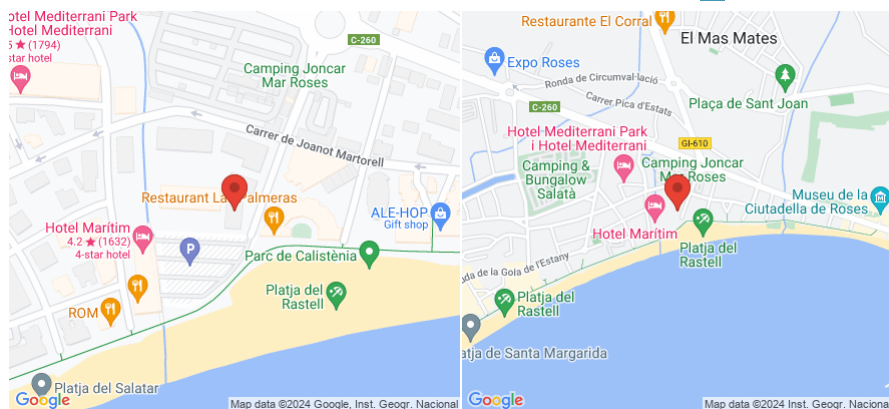 otel Mediterrani Park
Hotel Mediterrani
5 ★ (1794)
star hotel
C-260
Camping Joncar
Mar Roses
Carrer de Joanot Martorell
Restaurant Las Palmeras
Hotel Marítim
4.2 ★ (1632)
4-star hotel
P
ALE-HOP
Gift shop
Parc de Calistènia
Platja del
Rastell
ROM
Platja del Salatar
Google
Map data ©2024 Google, Inst. Geogr. Nacional
Restaurante El Corral
El Mas Mates
Expo Roses
Ronda de Circumval·lació
Plaça de Sant Joan
C-260
Carrer Pica d'Estats
GI-610
Hotel Mediterrani Park
i Hotel Mediterrani
Camping &
Bungalow
Salatà
Camping Joncar
Mar Roses
Museu de la
Ciutadella de Roses
Hotel Marítim
Platja del
Rastell
uda de la Gola de l'Estany
Platja del
Rastell
atja de Santa Margarida
Google
Map data ©2024 Google, Inst. Geogr. Nacional